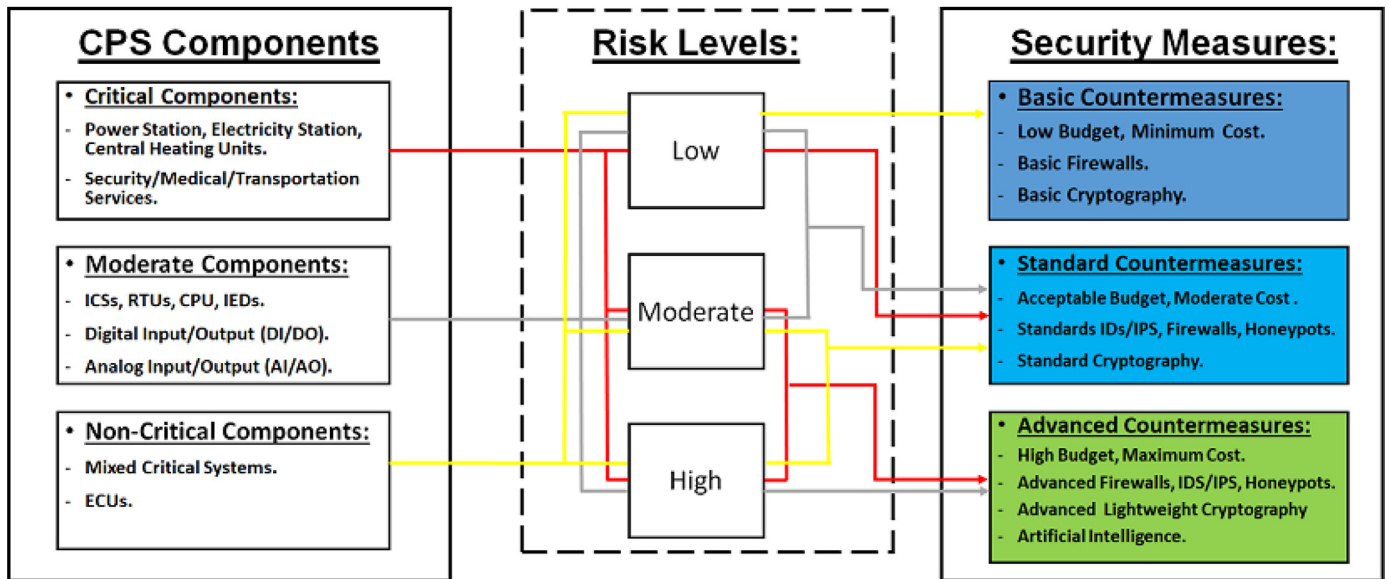 CPS Components
• Critical Components:
- Power Station, Electricity Station,
Central Heating Units.
- Security/Medical/Transportation
Services.
• Moderate Components:
- ICSs, RTUs, CPU, IEDs.
- Digital Input/Output (DI/DO).
- Analog Input/Output (AI/AO).
• Non-Critical Components:
- Mixed Critical Systems.
- ECUs.
Risk Levels:
Low
Moderate
High
Security Measures:
• Basic Countermeasures:
- Low Budget, Minimum Cost.
- Basic Firewalls.
- Basic Cryptography.
• Standard Countermeasures:
- Acceptable Budget, Moderate Cost .
- Standards IDs/IPS, Firewalls, Honeypots.
- Standard Cryptography.
• Advanced Countermeasures:
- High Budget, Maximum Cost.
- Advanced Firewalls, IDS/IPS, Honeypots.
- Advanced Lightweight Cryptography
- Artificial Intelligence.